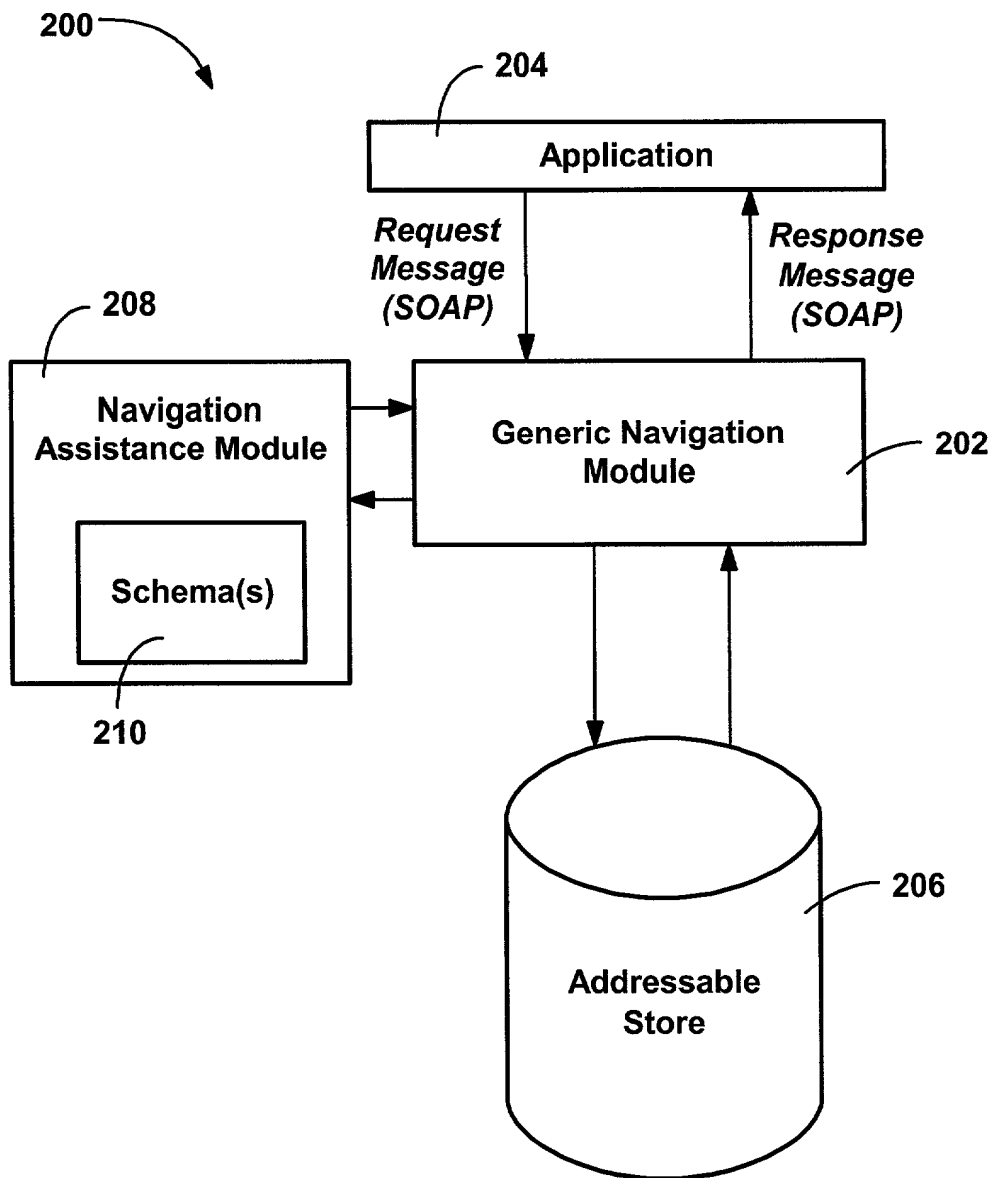 200
204
Application
Request
Message
(SOAP)
Response
Message
(SOAP)
208
Navigation
Assistance Module
Generic Navigation
Module
202
Schema(s)
210
206
Addressable
Store